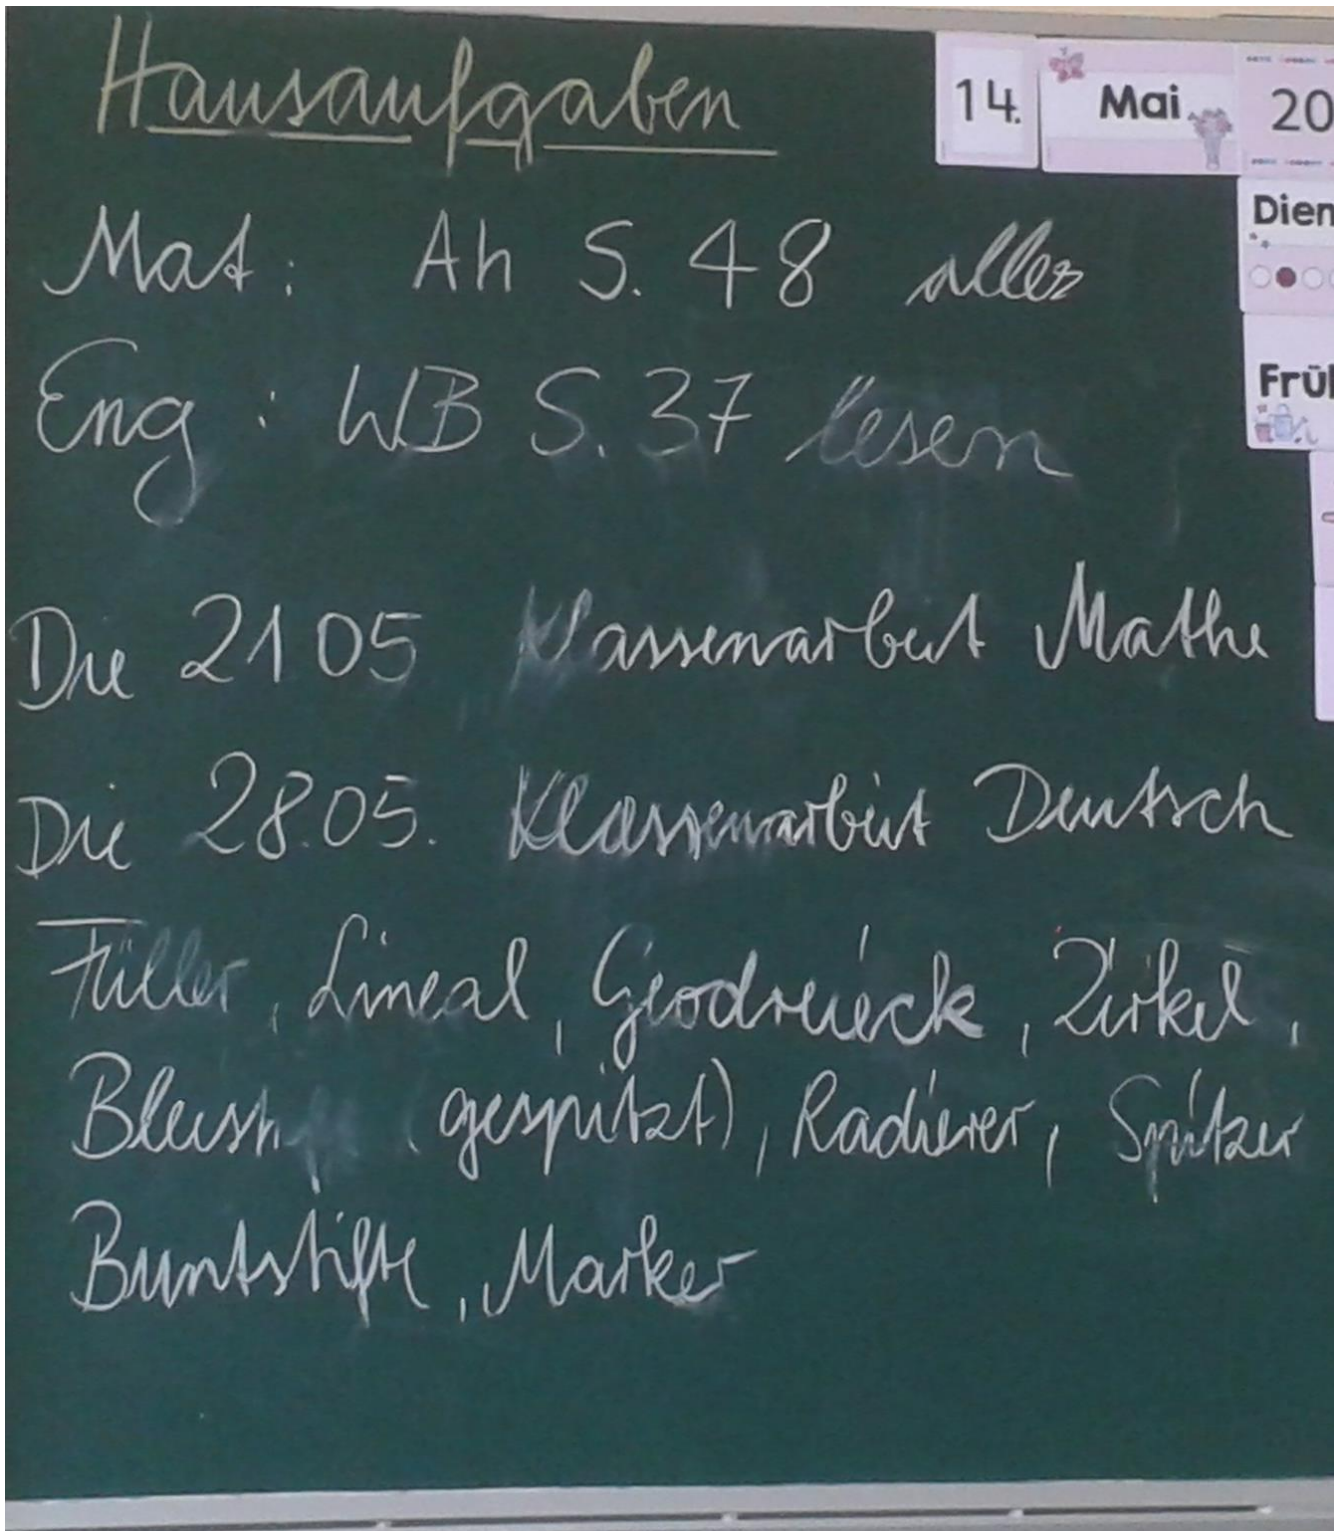 Hausaufgaben
14. Mai 20
Mat: Ah S. 48 alles
Dien
Eng: WB S. 37 lesen
Frü
Die 21 05 Klassenarbeit Mathe
Die 28.05. Klassenarbeit Deutsch
Füller, Lineal, Geodreieck, Zirkel,
Bleistift (gespitzt), Radierer, Spitzer
Buntstifte, Marker